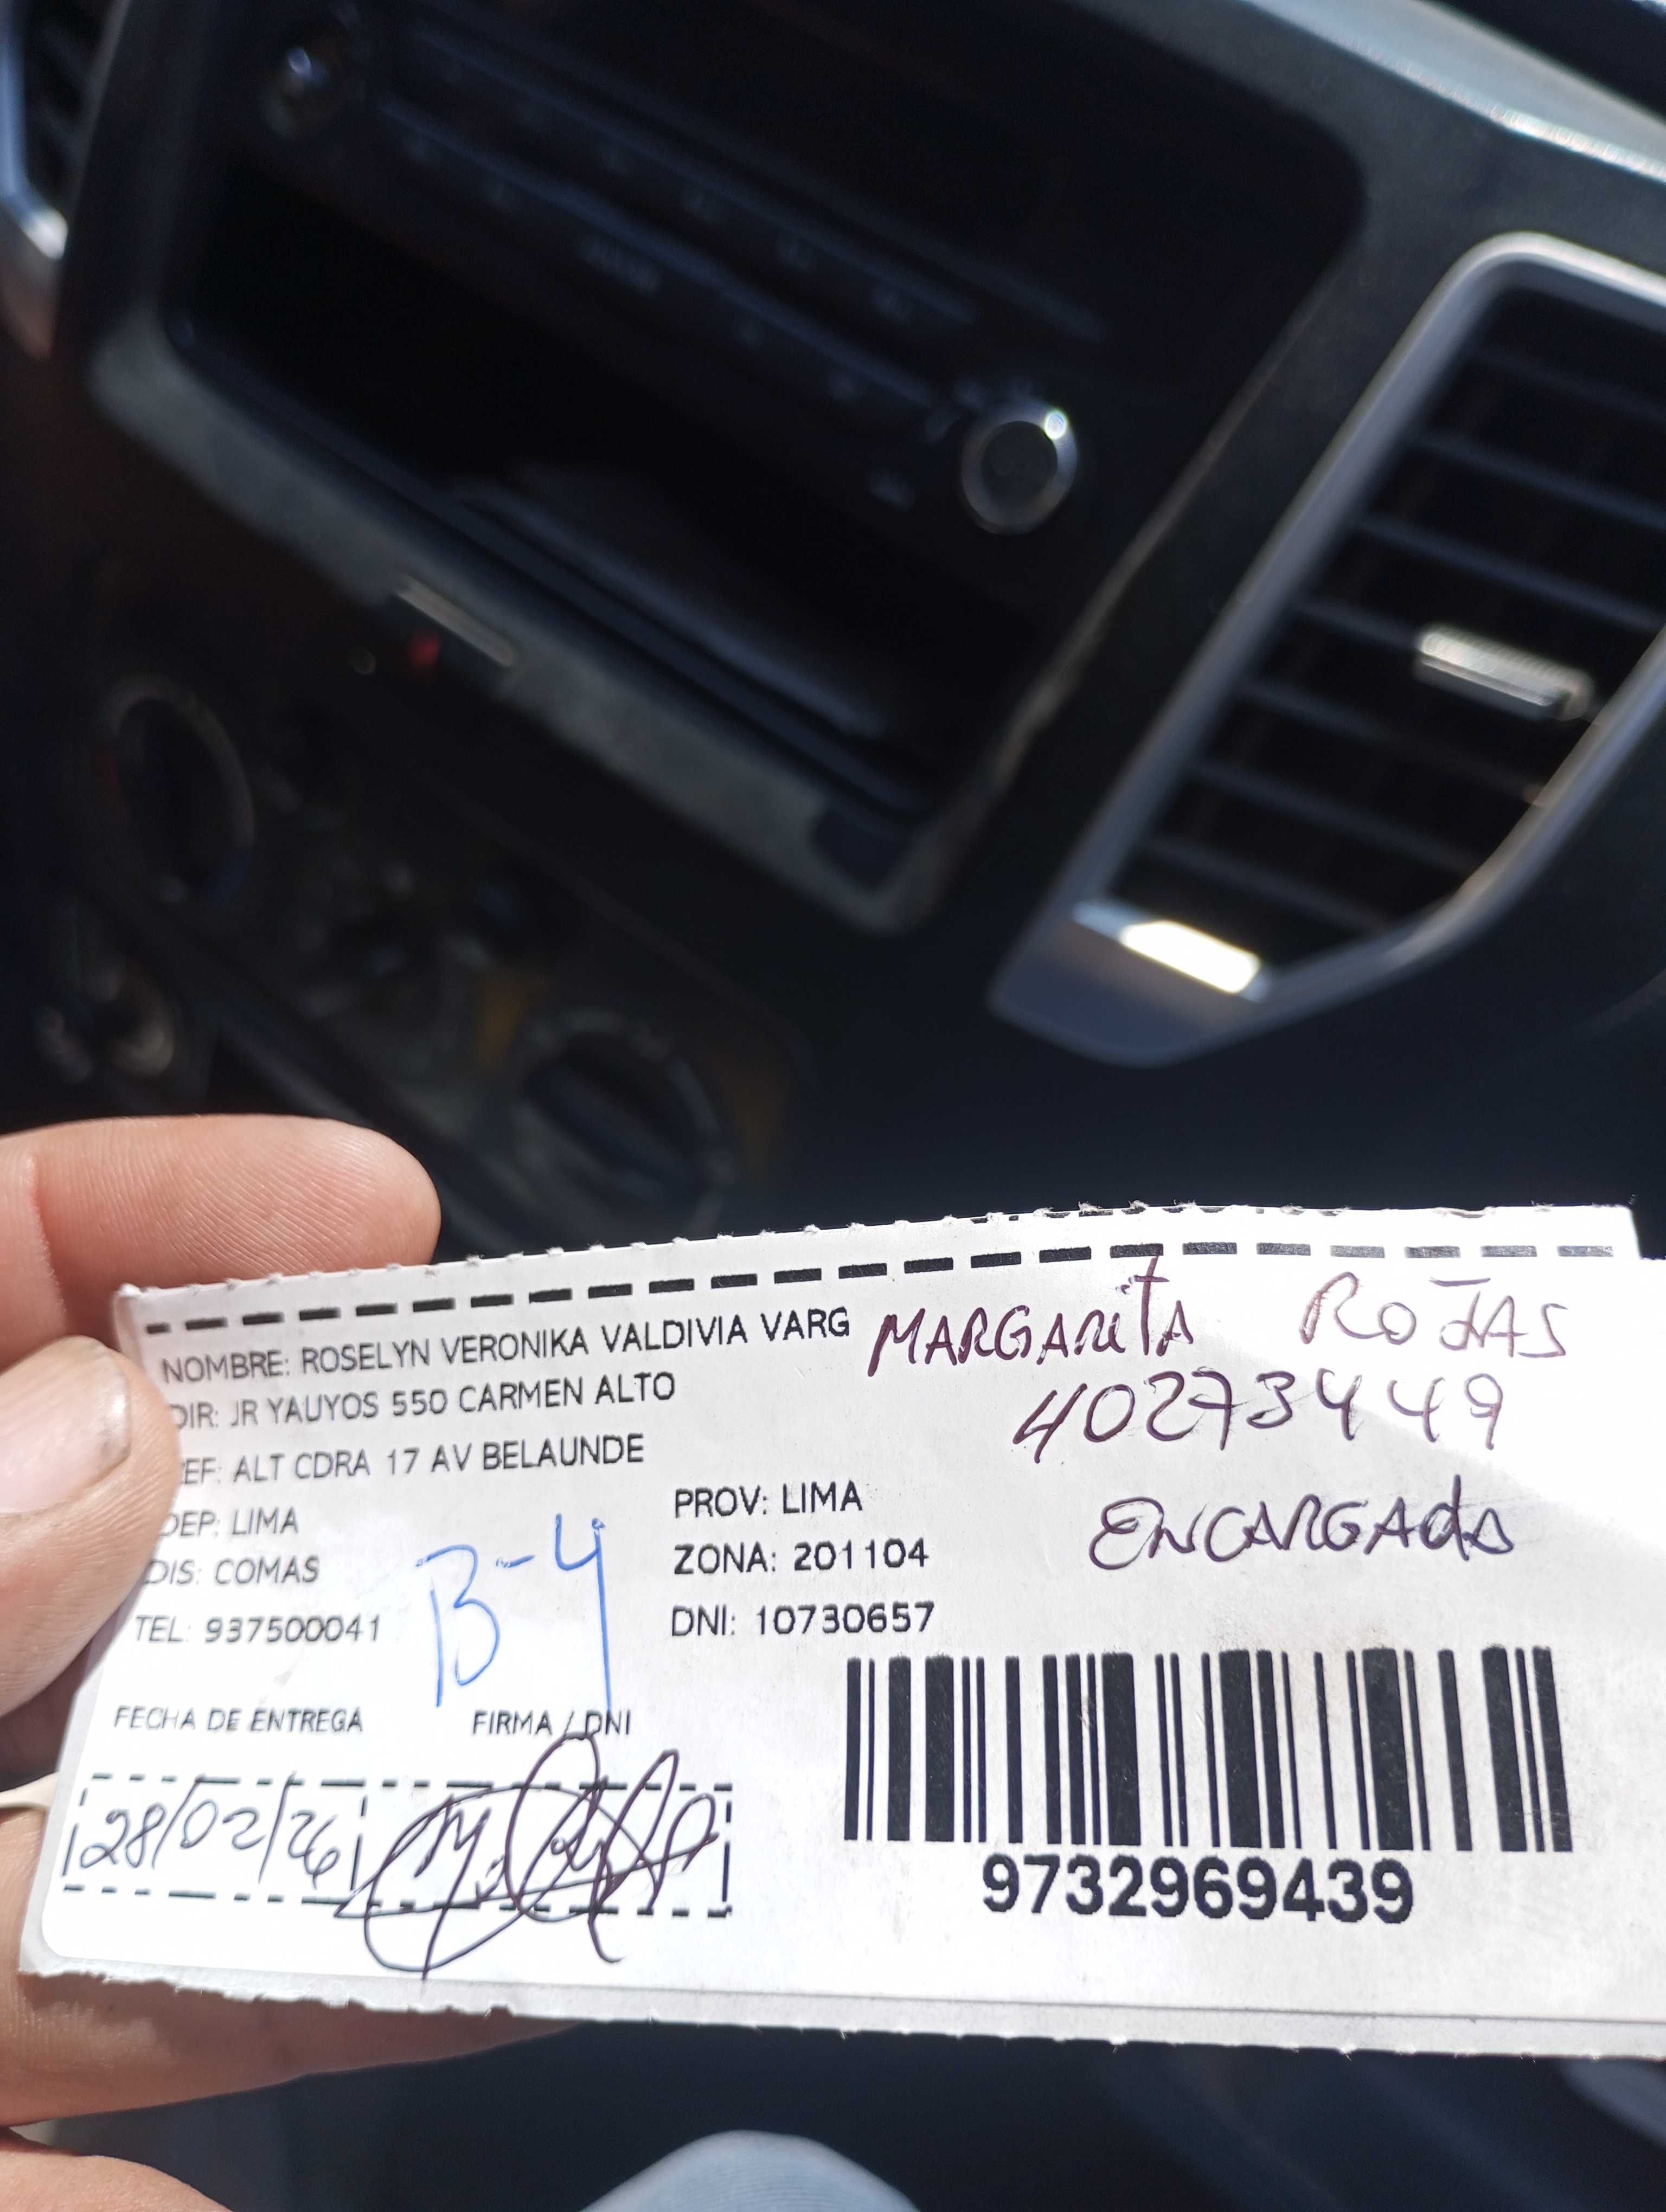 NOMBRE: ROSELYN VERONIKA VALDIVIA VARG
DIR: JR YAUYOS 550 CARMEN ALTO
EF: ALT CDRA 17 AV BELAUNDE
DEP: LIMA
PROV: LIMA
DIS: COMAS
ZONA: 201104
TEL: 937500041
DNI: 10730657
B-4
MARGARITA ROJAS
40273449
ENCARGADA
FECHA DE ENTREGA
FIRMA / DNI
28/02/26
9732969439